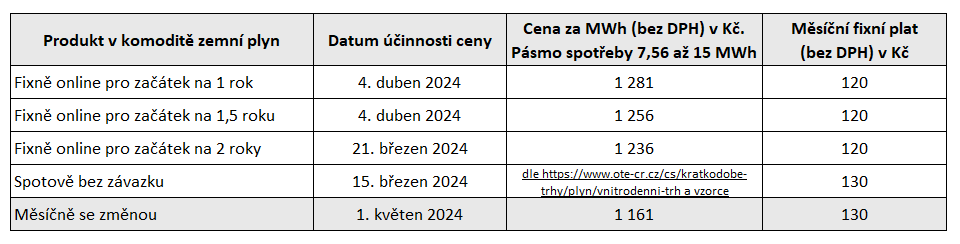 Produkt v komoditě zemní plyn Datum účinnosti ceny Cena za MWh (bez DPH) v Kč. Měsíční fixní plat
Pásmo spotřeby 7,56 až 15 MWh (bez DPH) v Kč
Fixně online pro začátek na 1 rok 4. duben 2024 1 281 120
Fixně online pro začátek na 1,5 roku 4. duben 2024 1 256 120
Fixně online pro začátek na 2 roky 21. březen 2024 1 236 120
Spotově bez závazku 15. březen 2024 dle https://www.ote-cr.cz/cs/kratkodobe- 130
trhy/plyn/vnitrodenni-trh a vzorce
Měsíčně se změnou 1. květen 2024 1 161 130